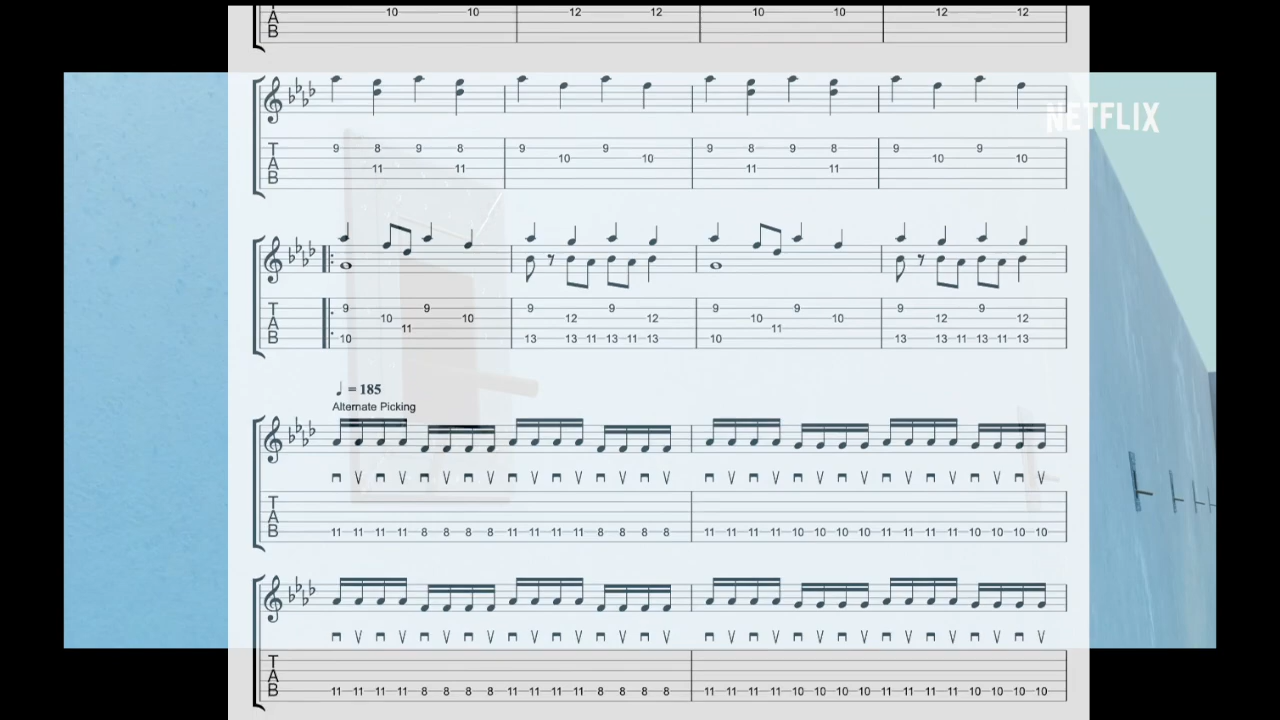 T A B 10 10 12 12 10 10 12 12
NETFLIX
T A B 9 8 9 8 9 9 9 8 9 8 9 9
10 10 10 10
11 11 11 11
T A B 9 9 9 9 9 9 9 9
10 10 12 12 10 10 12 12
11 11
10 13 13 11 13 11 13 10 13 13 11 13 11 13
♩ = 185
Alternate Picking
T A B
11 11 11 11 8 8 8 8 11 11 11 11 8 8 8 8 11 11 11 11 10 10 10 10 11 11 11 11 10 10 10 10
T A B
11 11 11 11 8 8 8 8 11 11 11 11 8 8 8 8 11 11 11 11 10 10 10 10 11 11 11 11 10 10 10 10